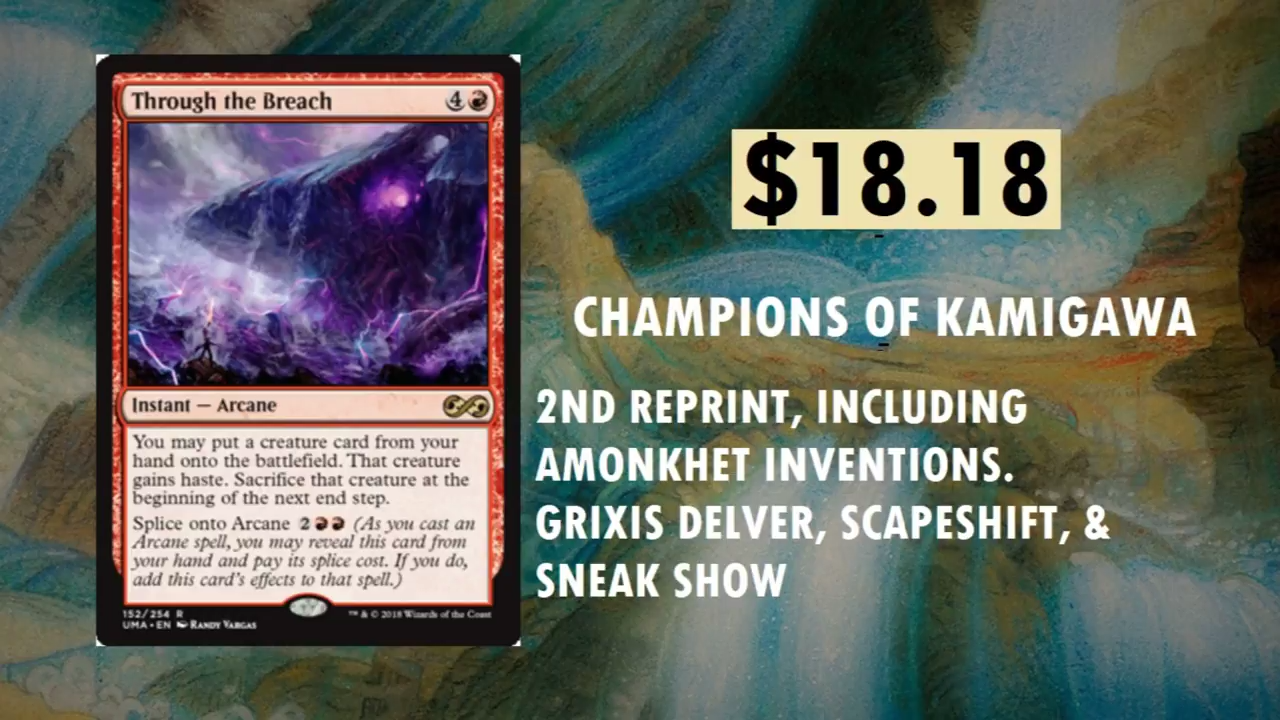 Through the Breach 4
$18.18
CHAMPIONS OF KAMIGAWA
2ND REPRINT, INCLUDING
AMONKHET INVENTIONS.
GRIXIS DELVER, SCAPESHIFT, &
SNEAK SHOW
Instant — Arcane
You may put a creature card from your
hand onto the battlefield. That creature
gains haste. Sacrifice that creature at the
beginning of the next end step.
Splice onto Arcane 2 (As you cast an
Arcane spell, you may reveal this card from
your hand and pay its splice cost. If you do,
add this card's effects to that spell.)
152/254 R
UMA • EN RANDY VARGAS
™ & © 2018 Wizards of the Coast